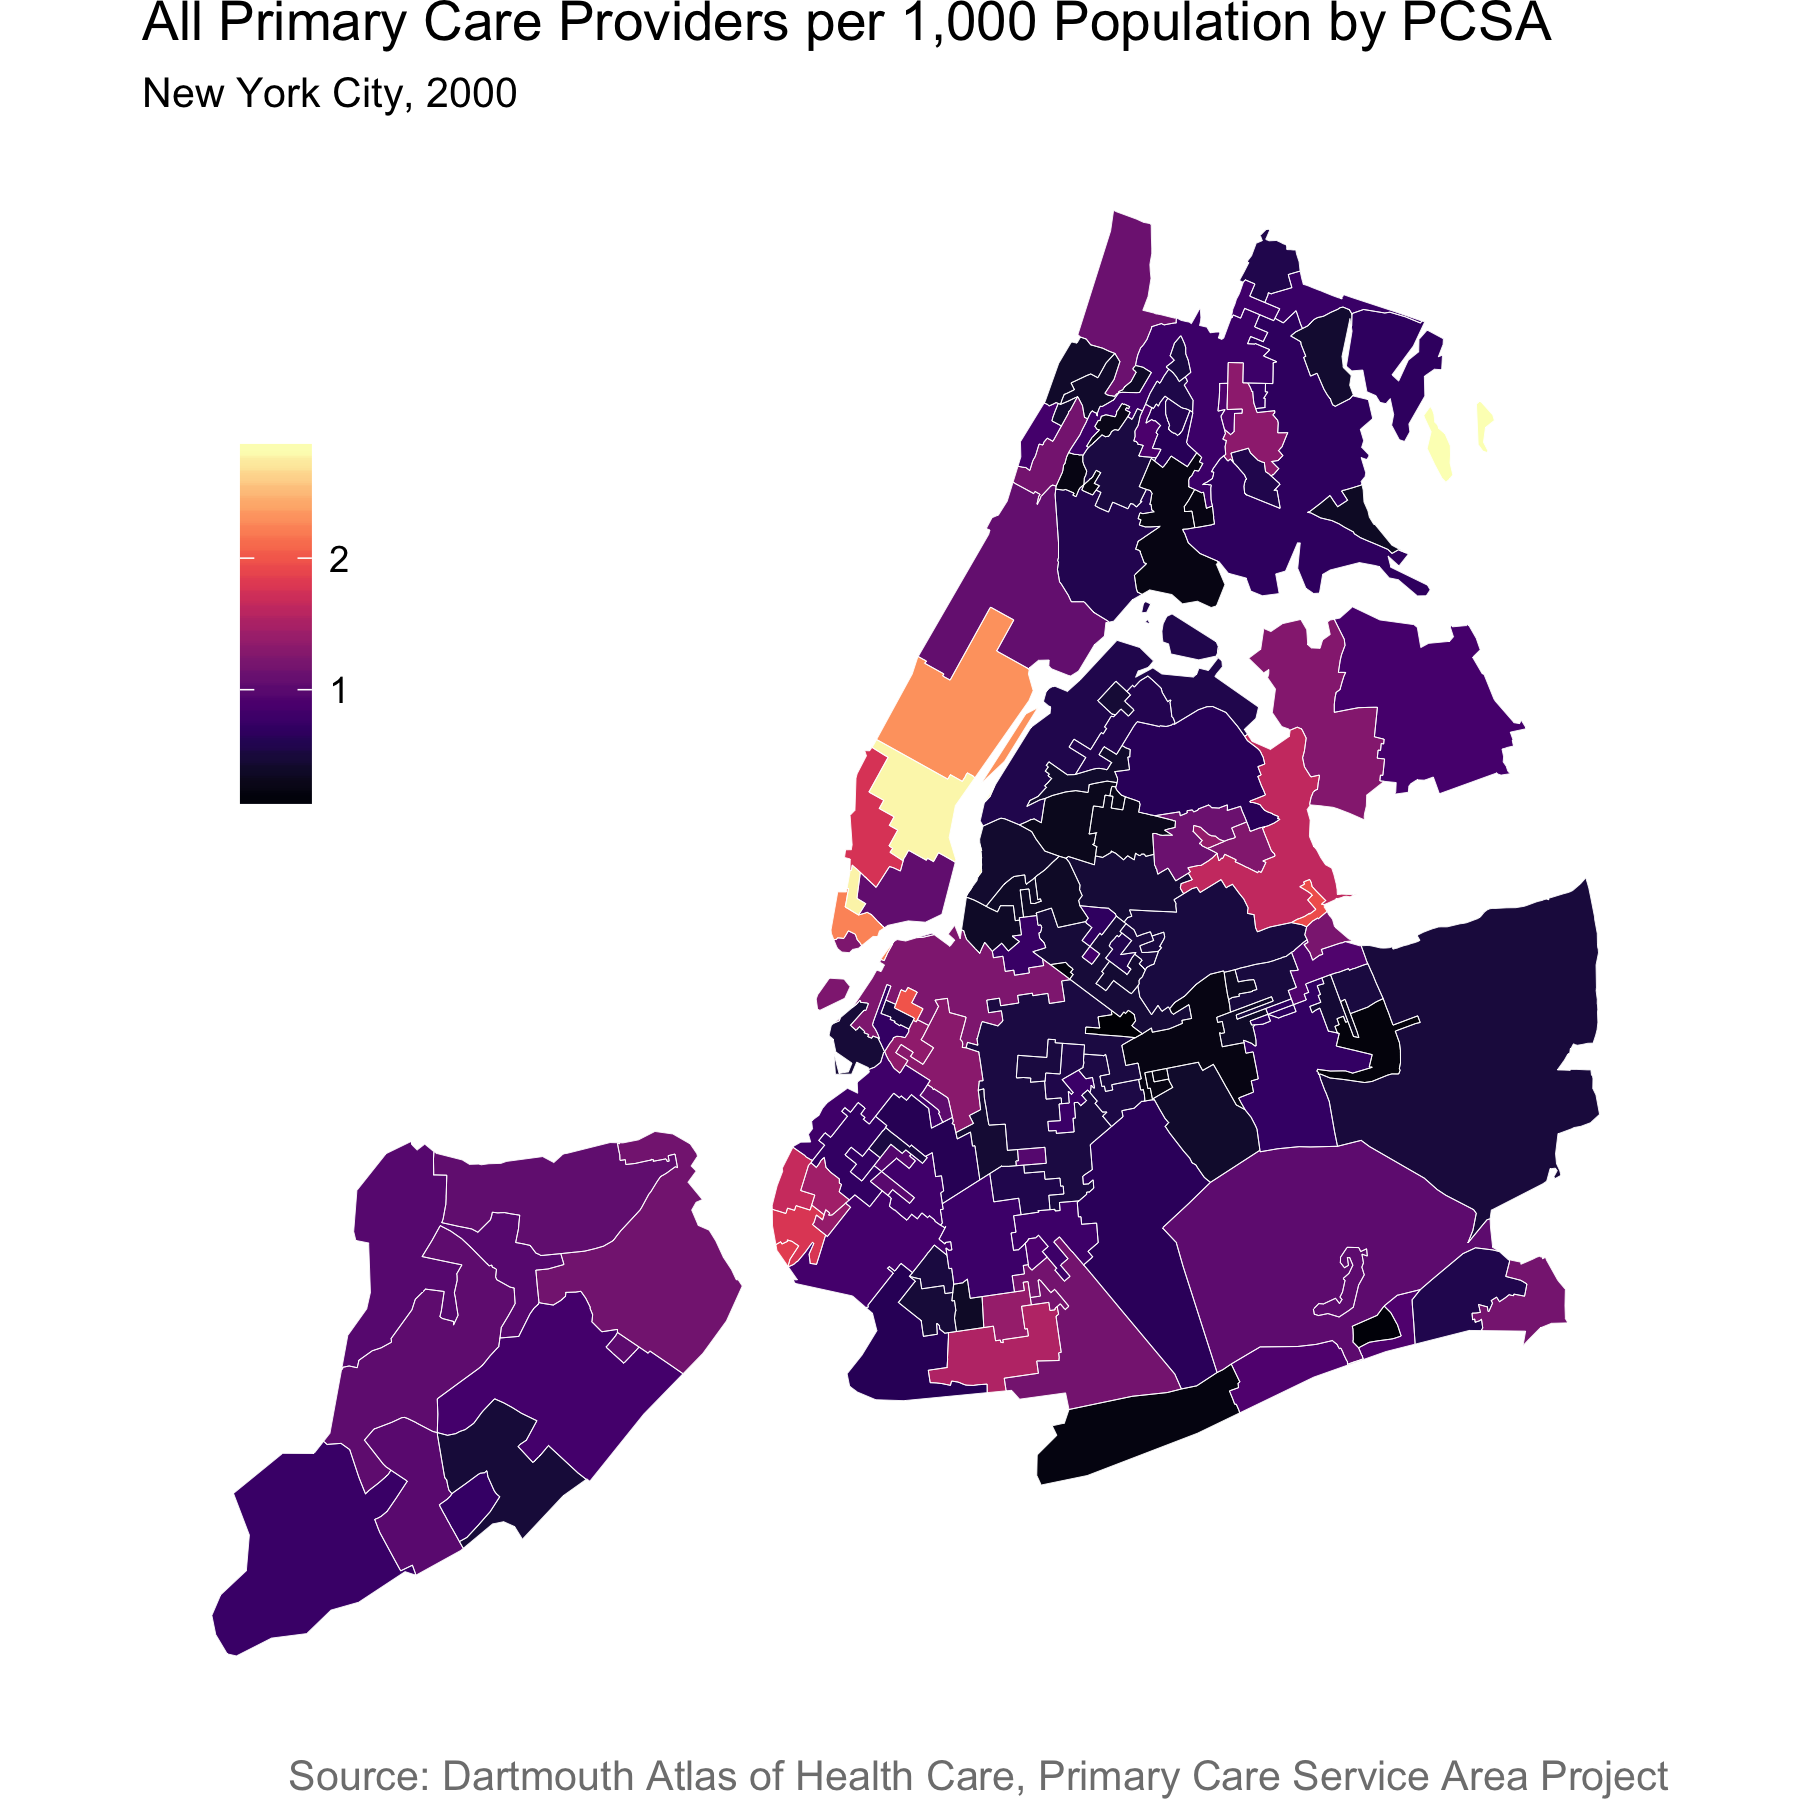 All Primary Care Providers per 1,000 Population by PCSA
New York City, 2000
2
1
Source: Dartmouth Atlas of Health Care, Primary Care Service Area Project